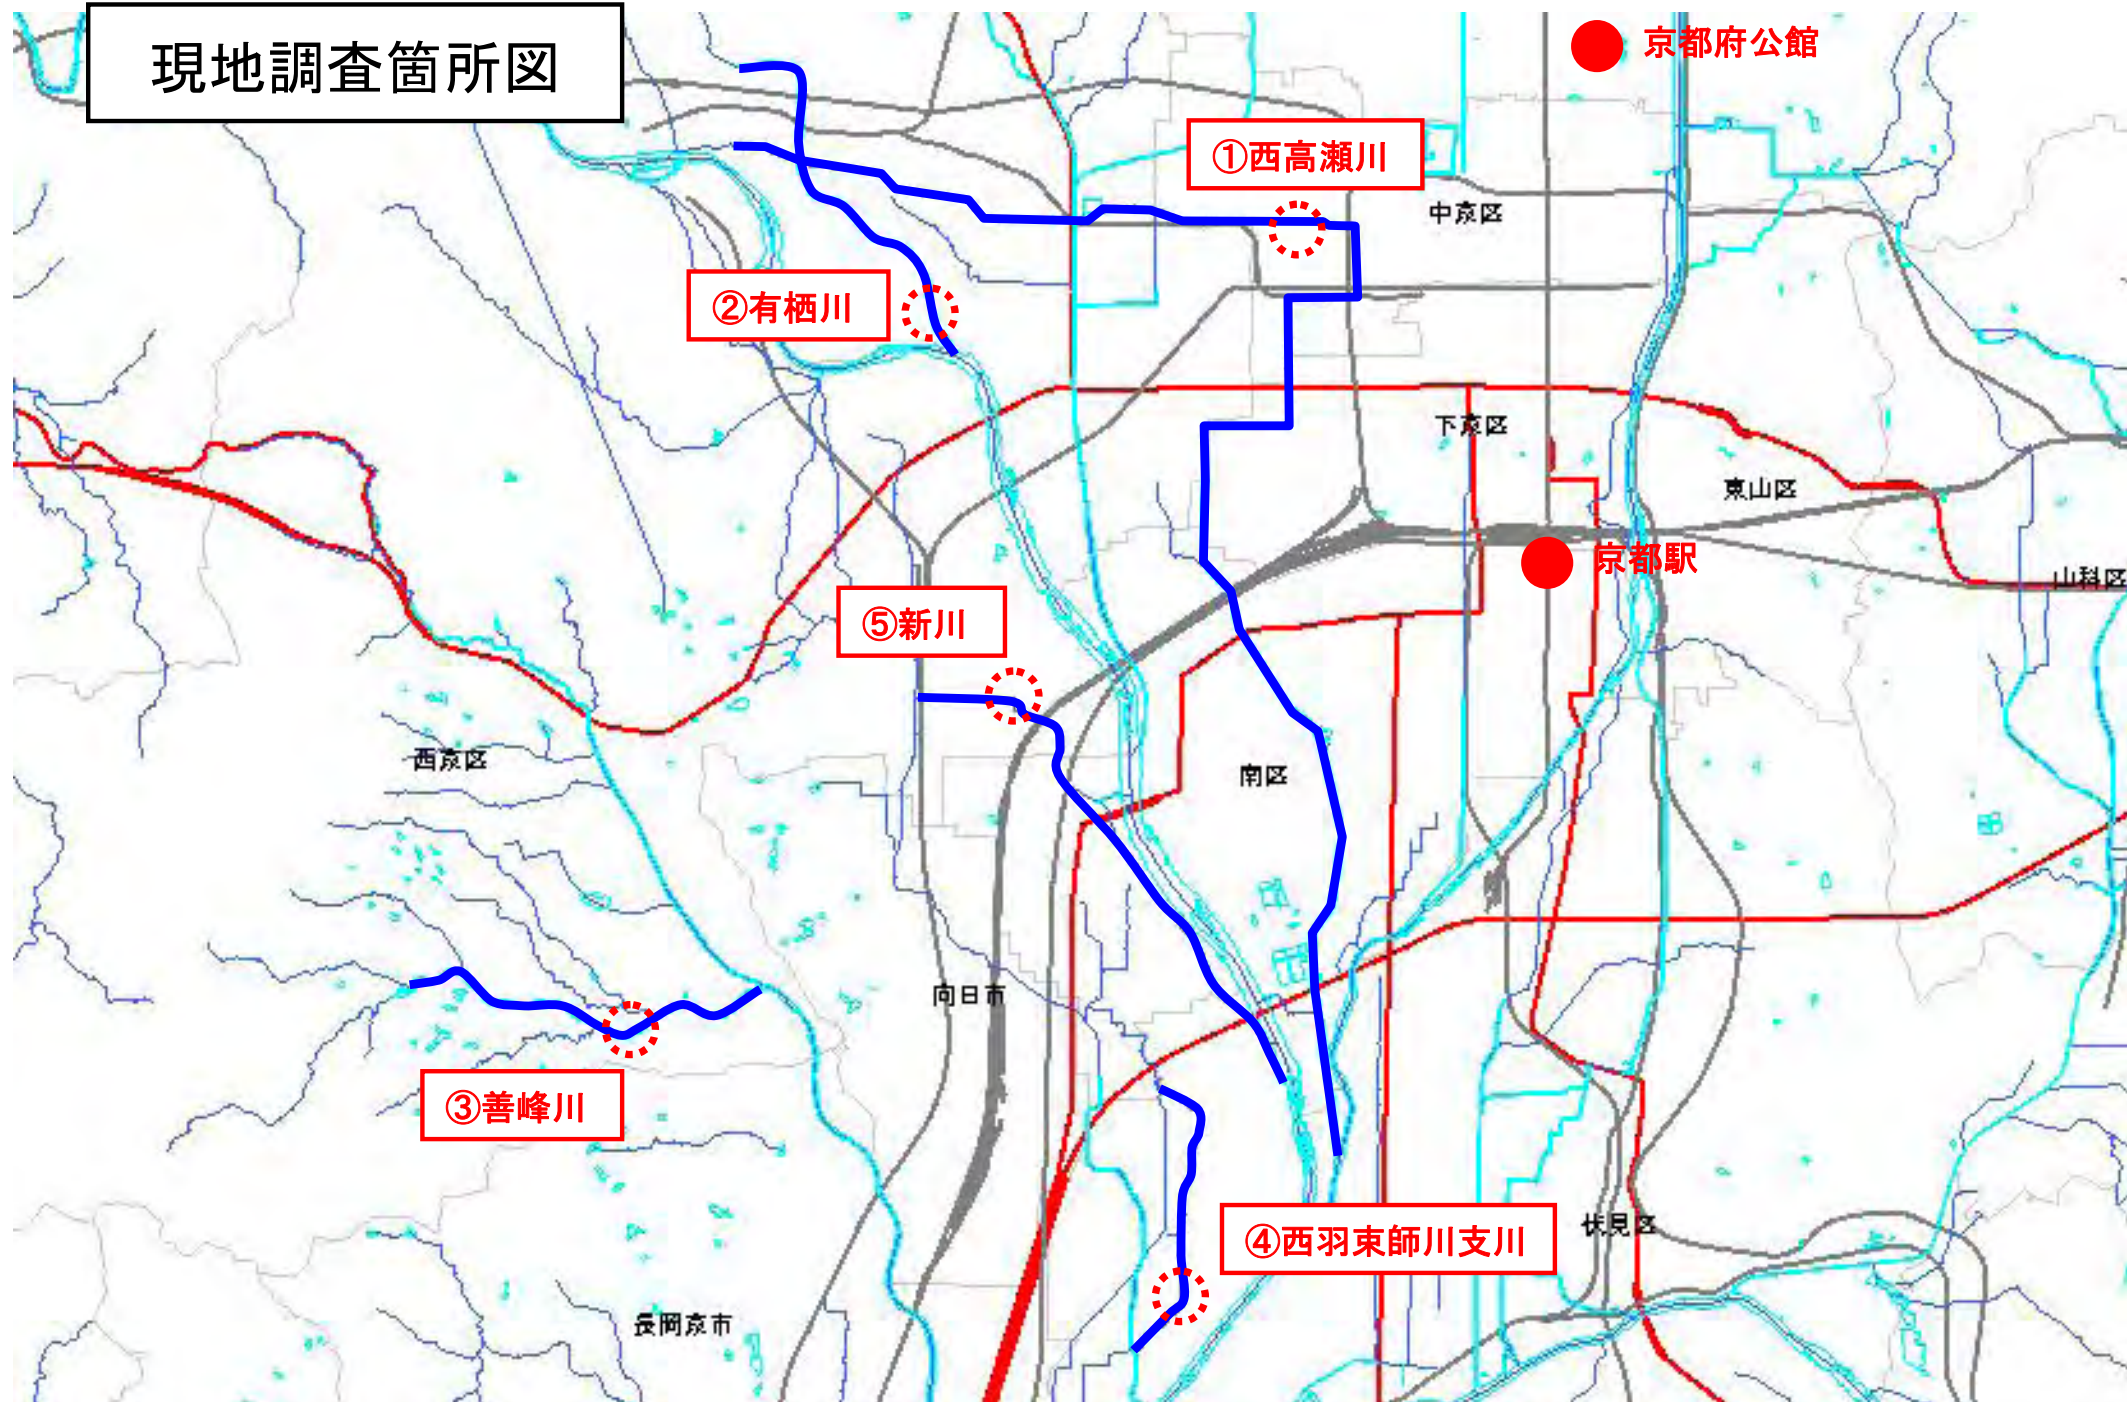 現地調査箇所図
京都府公館
①西高瀬川
中京区
②有栖川
下京区
東山区
京都駅
山科区
⑤新川
西京区
南区
向日市
③善峰川
④西羽束師川支川
伏見区
長岡京市